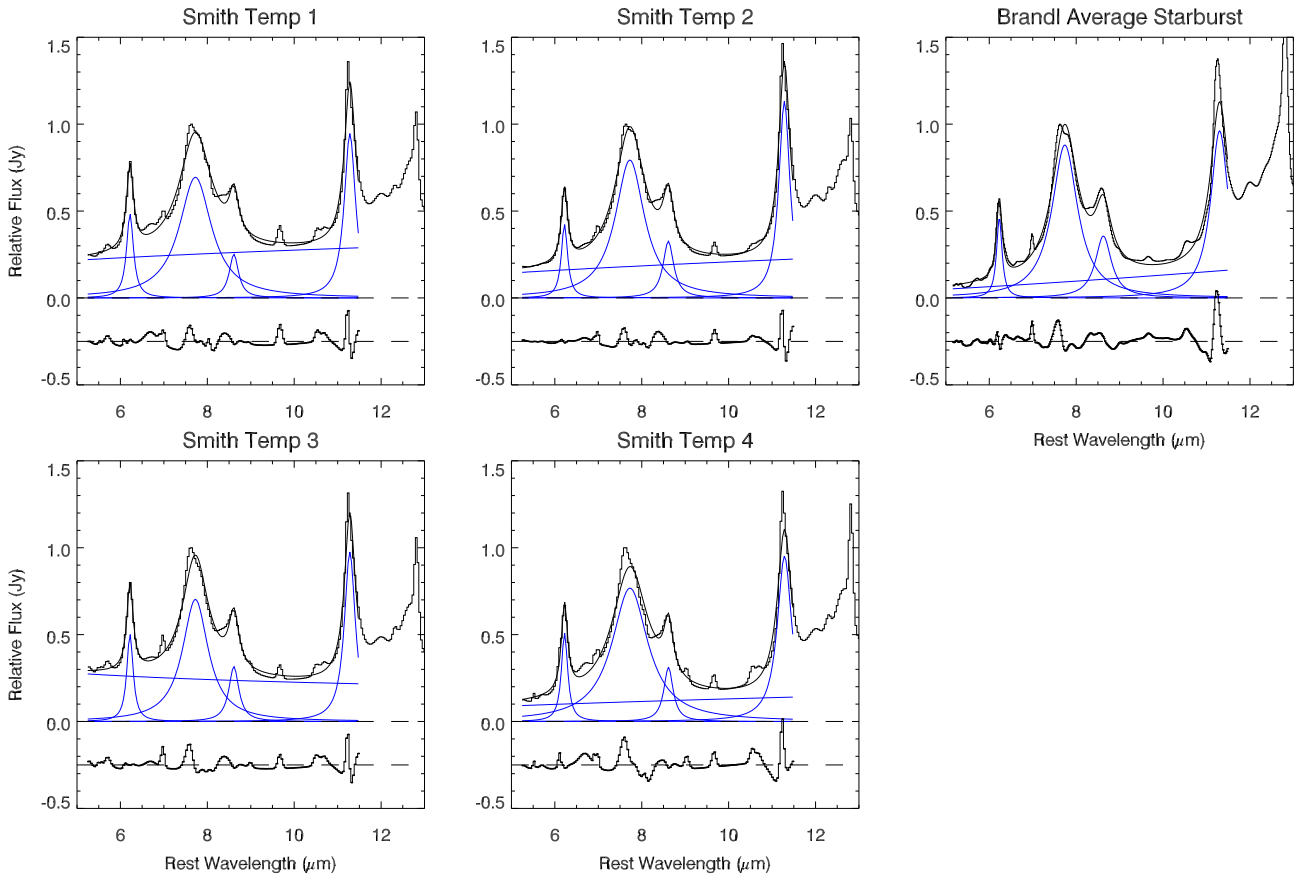 Smith Temp 1
Smith Temp 2
Brandl Average Starburst
1.5
1.0
0.5
0.0
-0.5
Relative Flux (Jy)
6 8 10 12
1.5
1.0
0.5
0.0
-0.5
6 8 10 12
1.5
1.0
0.5
0.0
-0.5
6 8 10 12
Rest Wavelength (μm)
Smith Temp 3
Smith Temp 4
1.5
1.0
0.5
0.0
-0.5
Relative Flux (Jy)
6 8 10 12
Rest Wavelength (μm)
1.5
1.0
0.5
0.0
-0.5
6 8 10 12
Rest Wavelength (μm)